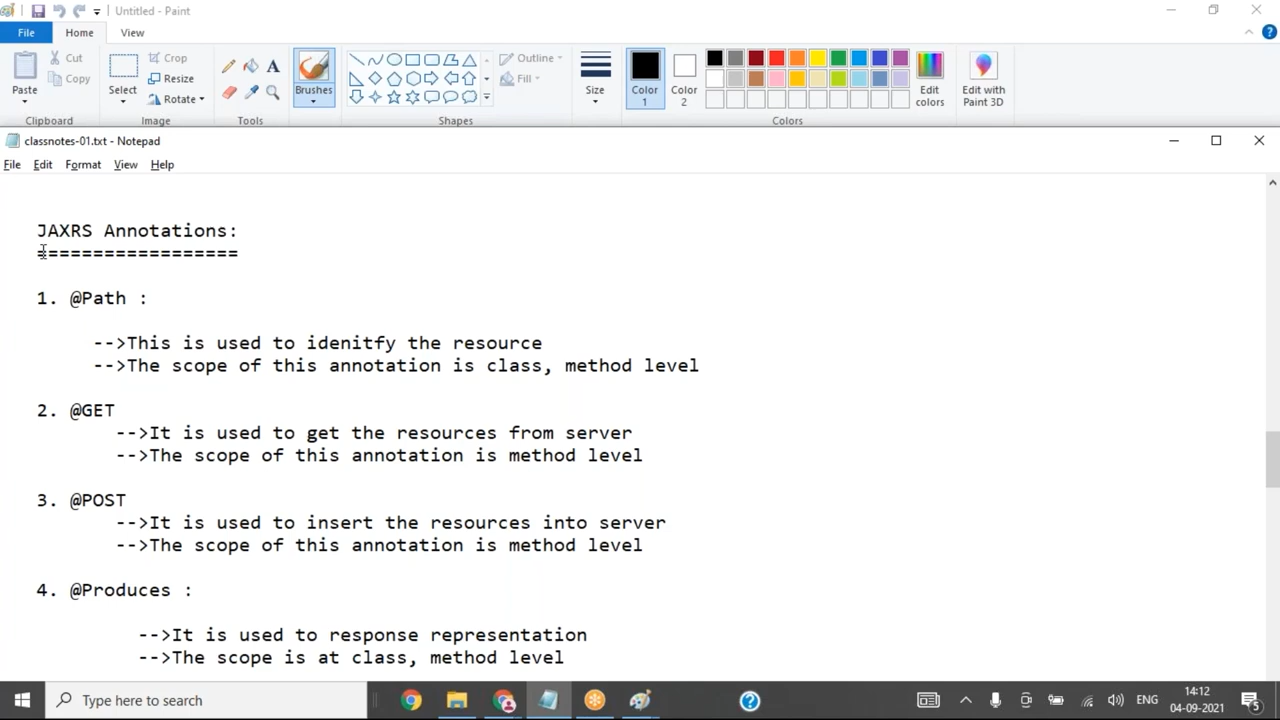 Untitled - Paint
File Home View
Paste
Cut
Copy
Clipboard
Select
Crop
Resize
Rotate
Image
Tools
Brushes
Shapes
Outline
Fill
Size
Color 1
Color 2
Colors
Edit colors
Edit with Paint 3D
classnotes-01.txt - Notepad
File Edit Format View Help
JAXRS Annotations:
==================
1. @Path :
-->This is used to idenitfy the resource
-->The scope of this annotation is class, method level
2. @GET
-->It is used to get the resources from server
-->The scope of this annotation is method level
3. @POST
-->It is used to insert the resources into server
-->The scope of this annotation is method level
4. @Produces :
-->It is used to response representation
-->The scope is at class, method level
Type here to search
ENG
14:12
04-09-2021
5